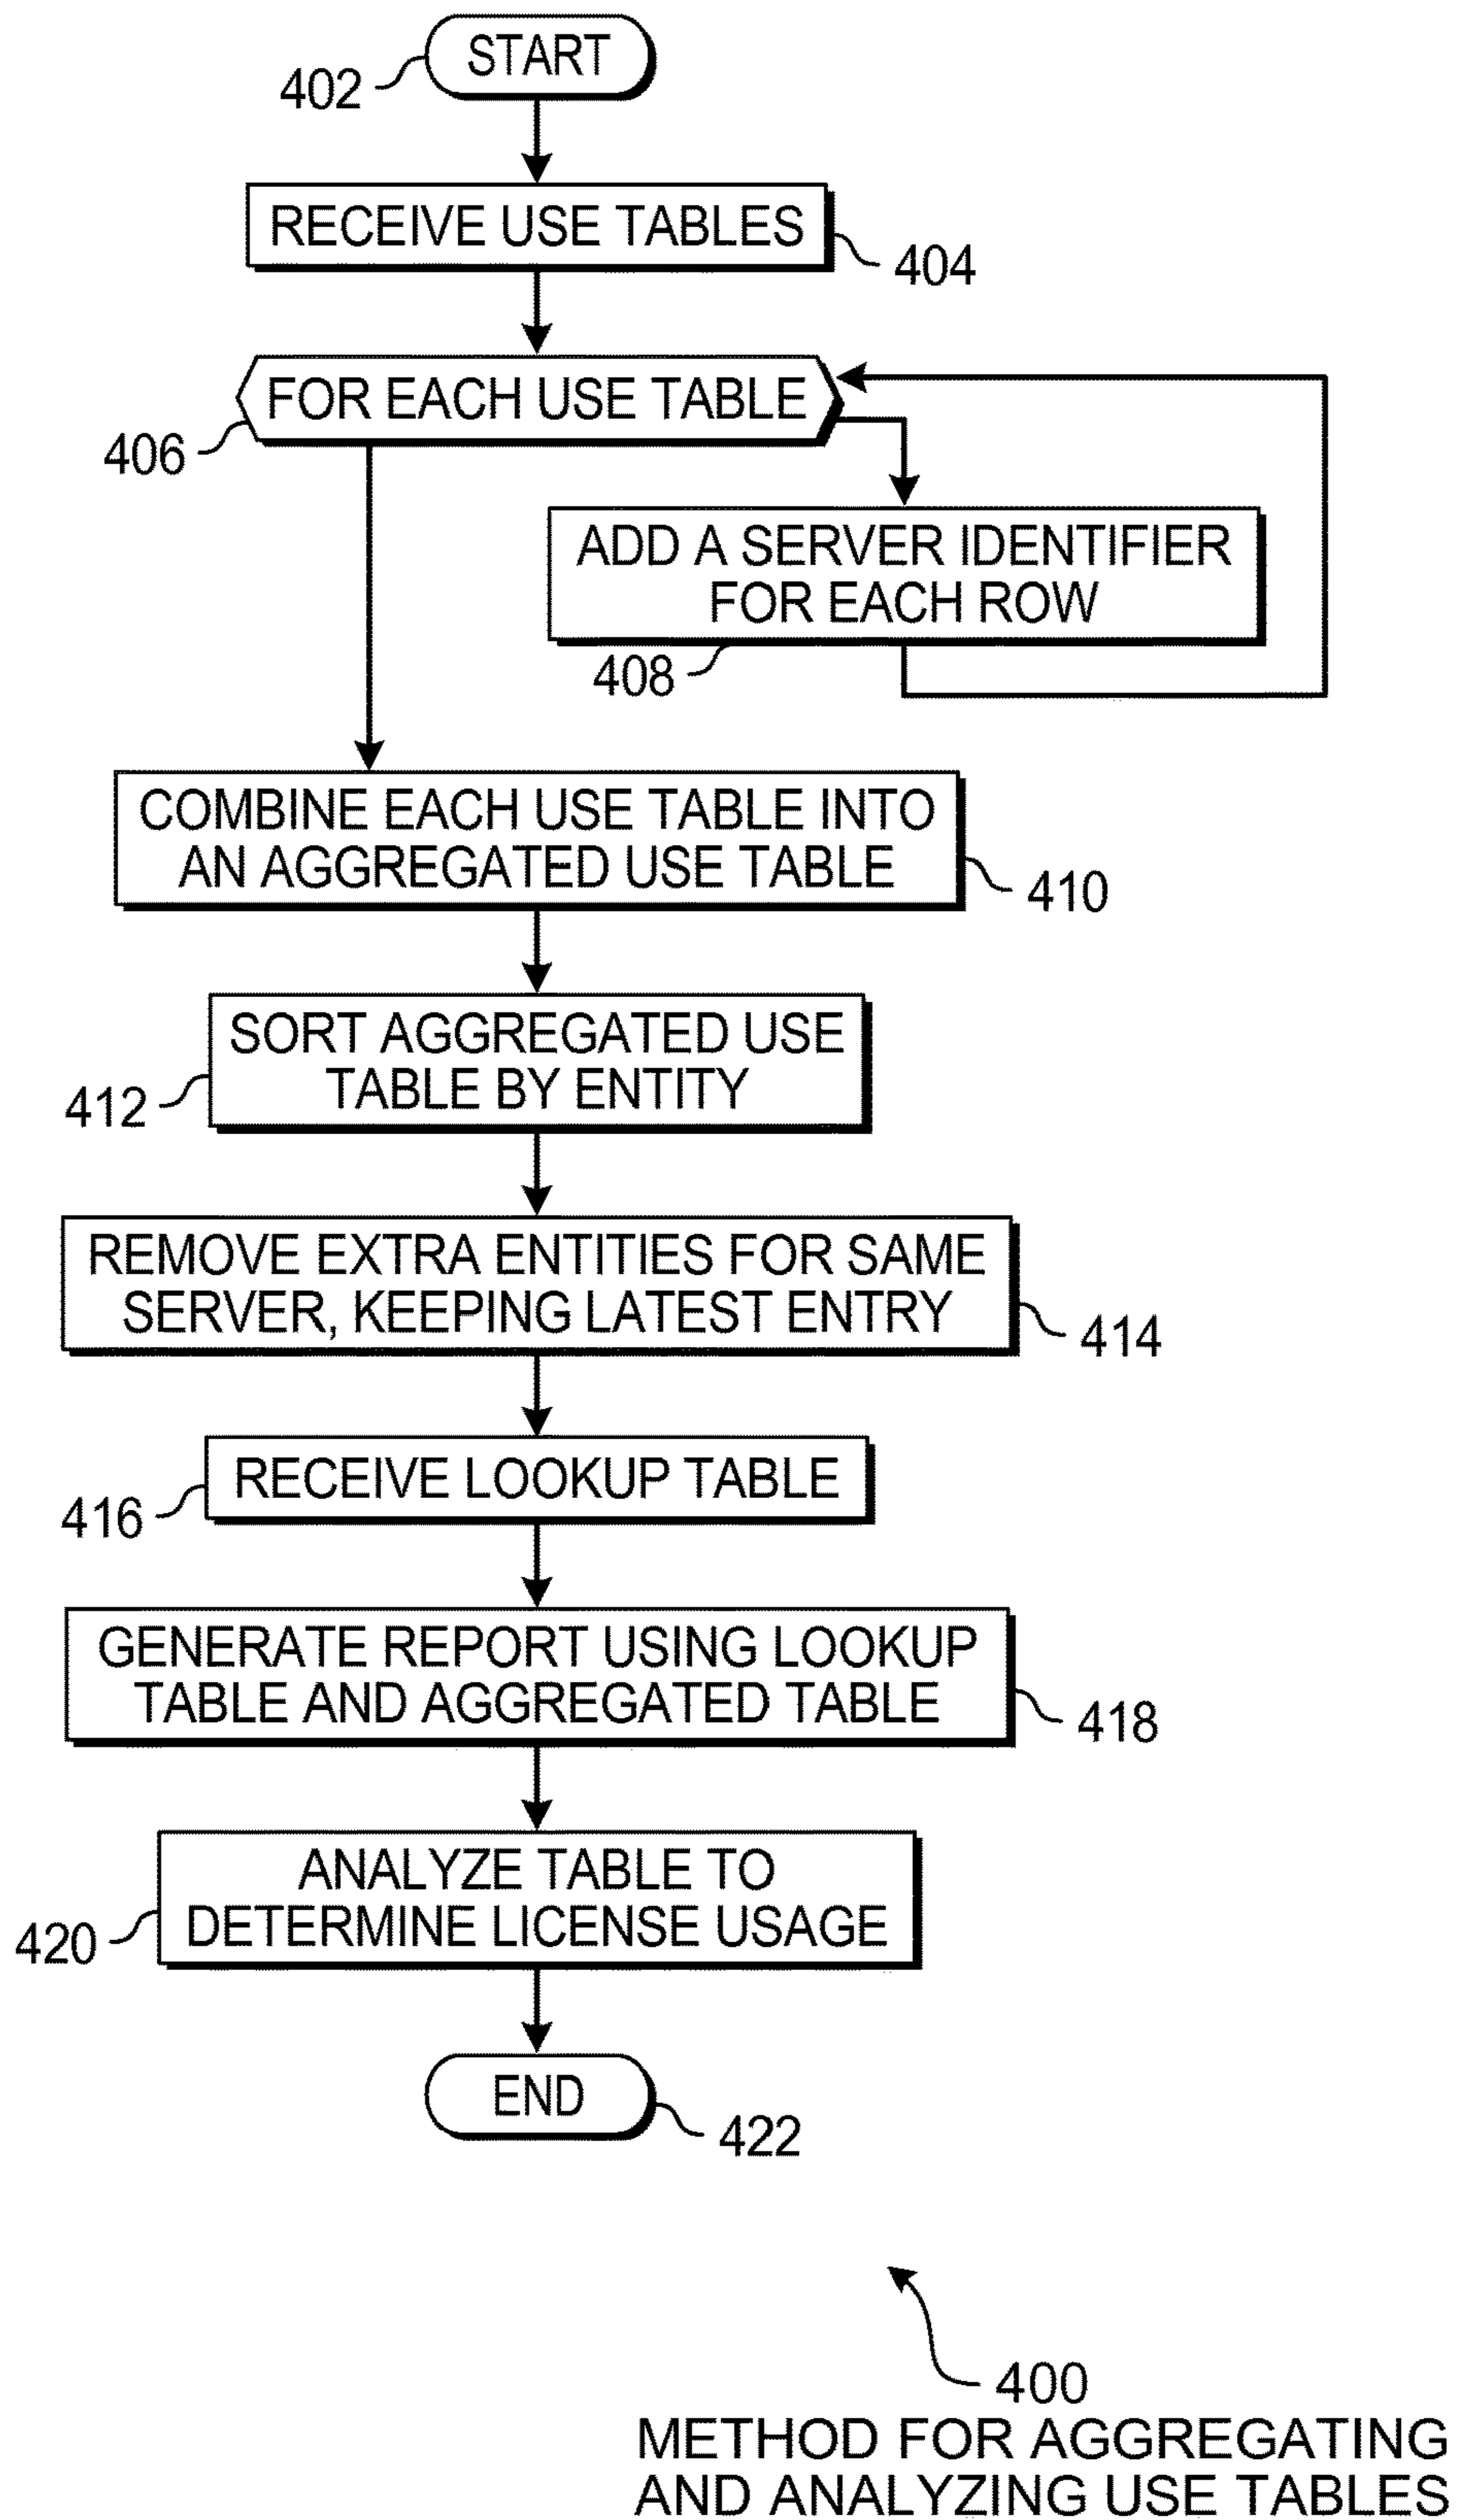 START
402
RECEIVE USE TABLES
404
FOR EACH USE TABLE
406
ADD A SERVER IDENTIFIER
FOR EACH ROW
408
COMBINE EACH USE TABLE INTO
AN AGGREGATED USE TABLE
410
SORT AGGREGATED USE
TABLE BY ENTITY
412
REMOVE EXTRA ENTITIES FOR SAME
SERVER, KEEPING LATEST ENTRY
414
RECEIVE LOOKUP TABLE
416
GENERATE REPORT USING LOOKUP
TABLE AND AGGREGATED TABLE
418
ANALYZE TABLE TO
DETERMINE LICENSE USAGE
420
END
422
400
METHOD FOR AGGREGATING
AND ANALYZING USE TABLES